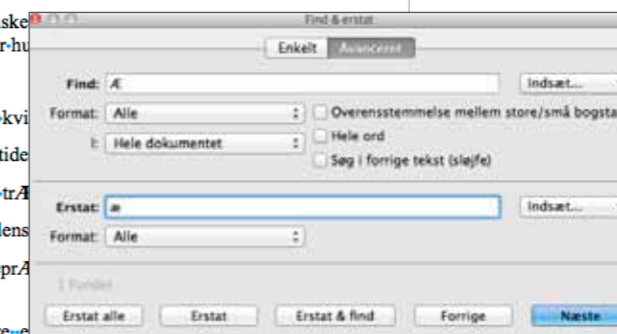 Find & erstat
Enkelt Avanceret
Find: Æ Indsæt...
Format: Alle Overensstemmelse mellem store/små bogsta
I: Hele dokumentet Hele ord
Søg i forrige tekst (sløjfe)
Erstat: æ Indsæt...
Format: Alle
1 Fundet
Erstat alle Erstat Erstat & find Forrige Næste
ske
r·hu
·kvi
tide
·trÆ
lens
prÆ